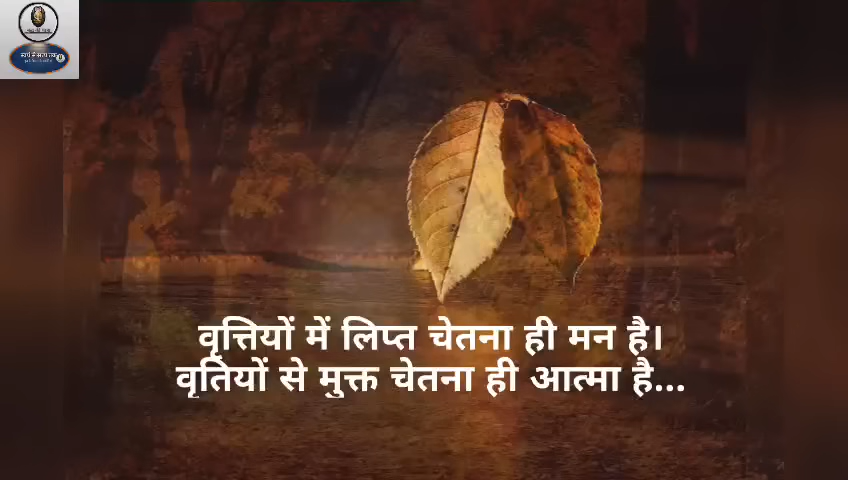 वृत्तियों में लिप्त चेतना ही मन है।
वृतियों से मुक्त चेतना ही आत्मा है...